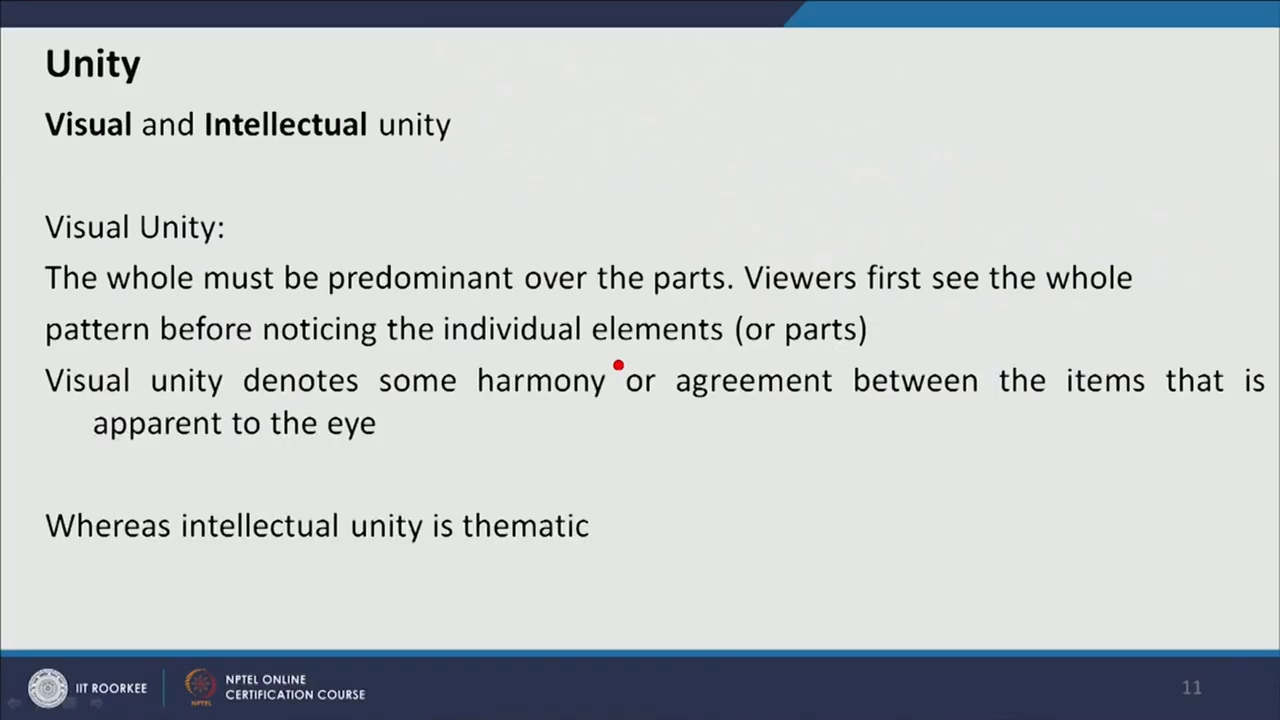 Unity
Visual and Intellectual unity
Visual Unity:
The whole must be predominant over the parts. Viewers first see the whole
pattern before noticing the individual elements (or parts)
Visual unity denotes some harmony or agreement between the items that is
apparent to the eye
Whereas intellectual unity is thematic
IIT ROORKEE
NPTEL
NPTEL ONLINE
CERTIFICATION COURSE
11